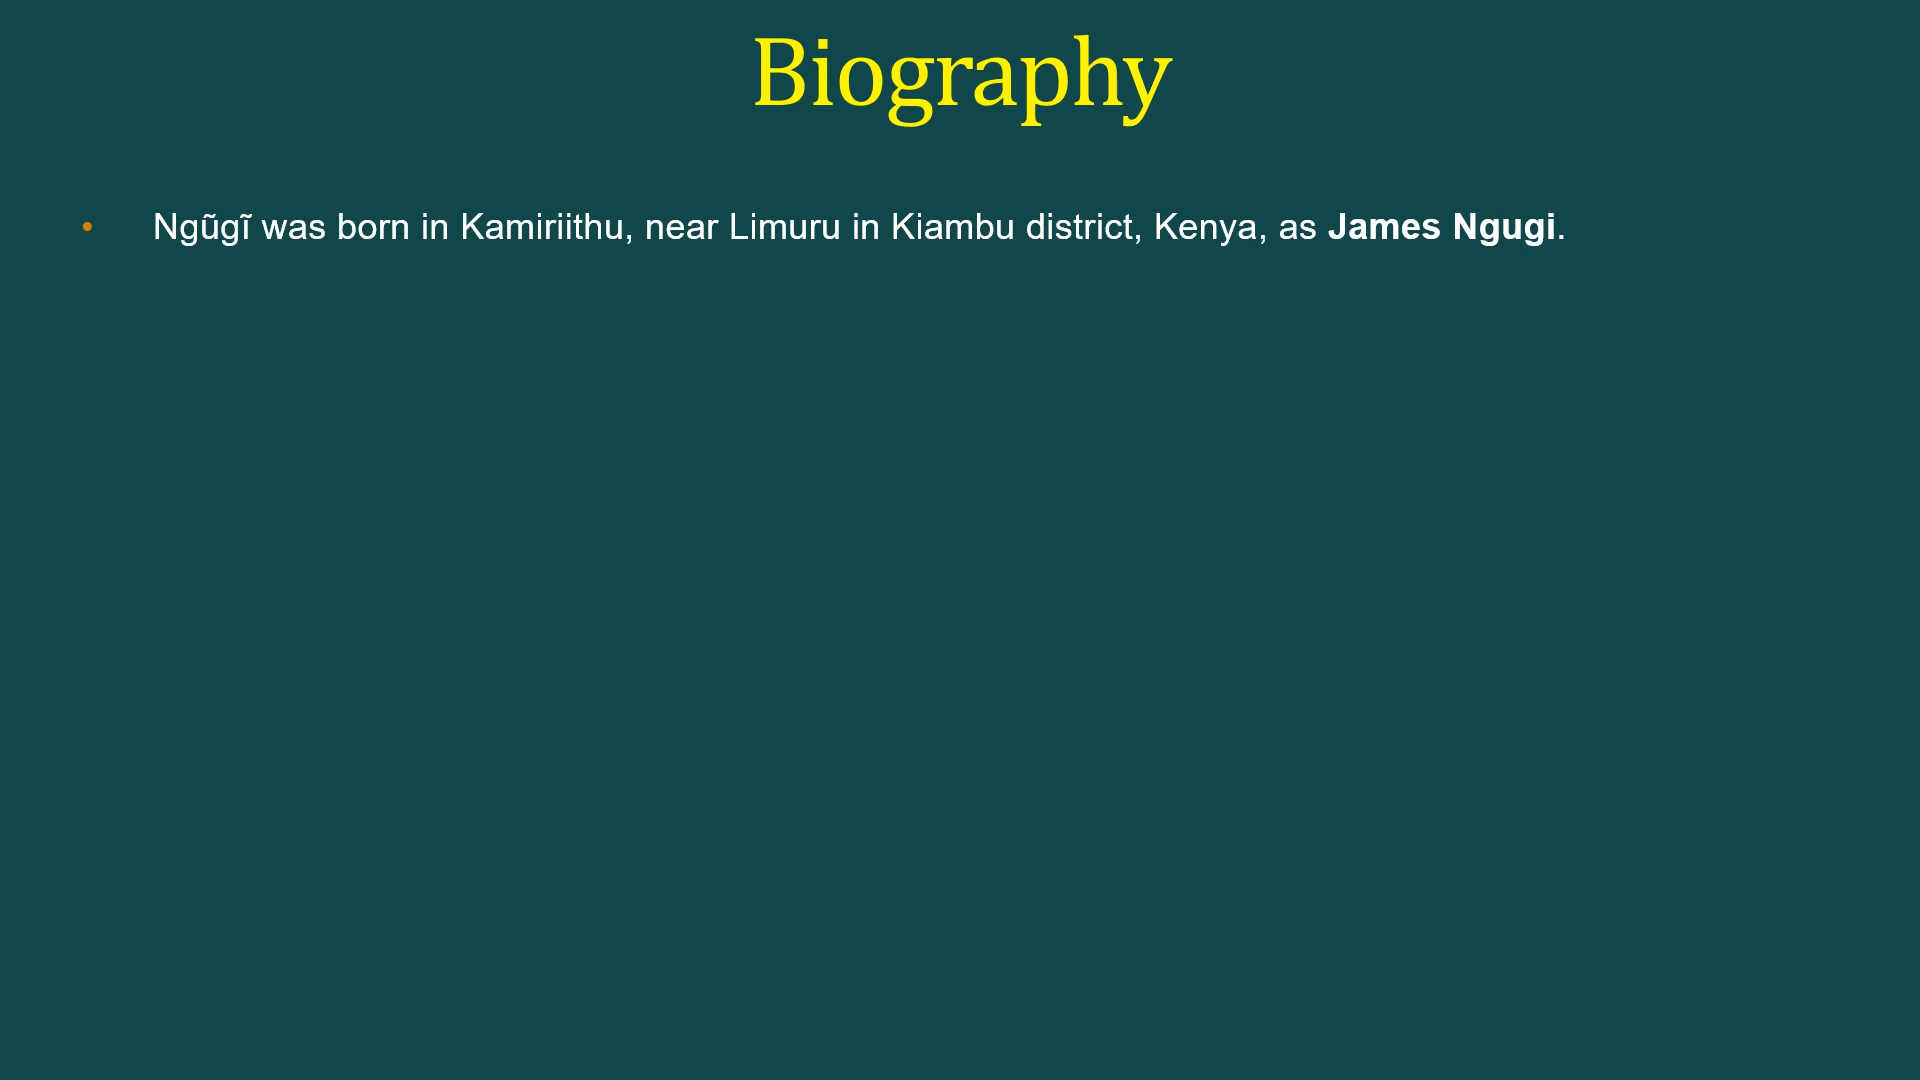 Biography
• Ngũgĩ was born in Kamiriithu, near Limuru in Kiambu district, Kenya, as James Ngugi.